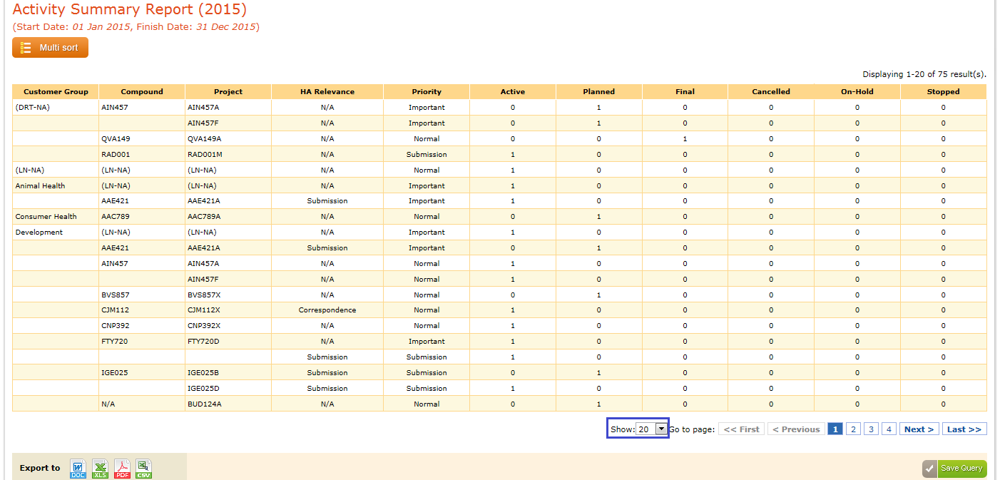 Activity Summary Report (2015)
(Start Date: 01 Jan 2015, Finish Date: 31 Dec 2015)
Multi sort
Displaying 1-20 of 75 result(s).
Customer Group Compound Project HA Relevance Priority Active Planned Final Cancelled On-Hold Stopped
(DRT-NA) AIN457 AIN457A N/A Important 0 1 0 0 0 0
AIN457F N/A Important 0 1 0 0 0 0
QVA149 QVA149A N/A Normal 0 0 1 0 0 0
RAD001 RAD001M N/A Submission 1 0 0 0 0 0
(LN-NA) (LN-NA) (LN-NA) N/A Normal 1 0 0 0 0 0
Animal Health (LN-NA) (LN-NA) N/A Important 1 0 0 0 0 0
AAE421 AAE421A Submission Important 1 0 0 0 0 0
Consumer Health AAC789 AAC789A N/A Normal 0 1 0 0 0 0
Development (LN-NA) (LN-NA) N/A Important 1 0 0 0 0 0
AAE421 AAE421A Submission Important 0 1 0 0 0 0
AIN457 AIN457A N/A Normal 1 0 0 0 0 0
AIN457F N/A Normal 1 0 0 0 0 0
BVS857 BVS857X N/A Normal 0 1 0 0 0 0
CJM112 CJM112X Correspondence Normal 1 0 0 0 0 0
CNP392 CNP392X N/A Normal 1 0 0 0 0 0
FTY720 FTY720D N/A Important 1 0 0 0 0 0
Submission Submission 1 0 0 0 0 0
IGE025 IGE025B Submission Submission 0 1 0 0 0 0
IGE025D Submission Submission 1 0 0 0 0 0
N/A BUD124A N/A Normal 0 1 0 0 0 0
Show: 20 Go to page: << First < Previous 1 2 3 4 Next > Last >>
Export to DOC XLS PDF CSV Save Query